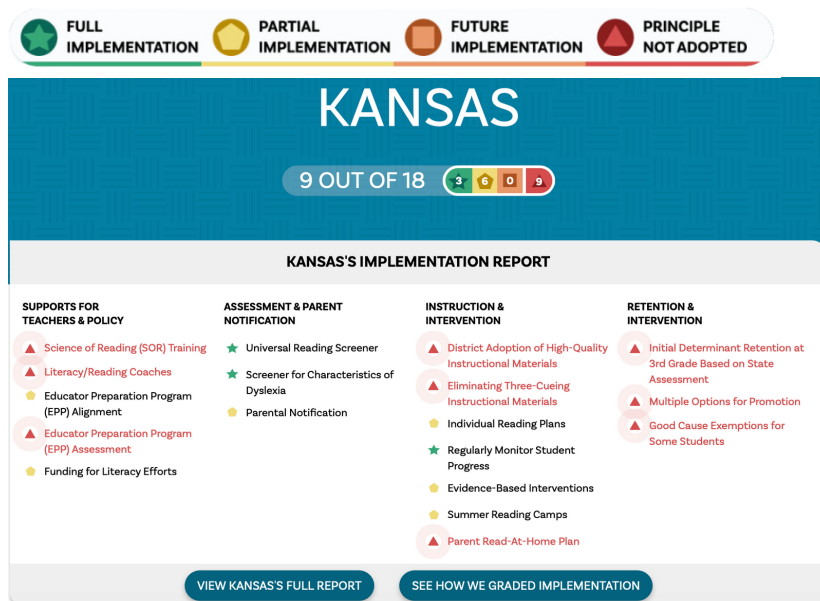 FULL
IMPLEMENTATION
PARTIAL
IMPLEMENTATION
FUTURE
IMPLEMENTATION
PRINCIPLE
NOT ADOPTED
KANSAS
9 OUT OF 18
3
6
0
9
KANSAS'S IMPLEMENTATION REPORT
SUPPORTS FOR
TEACHERS & POLICY
Science of Reading (SOR) Training
Literacy/Reading Coaches
Educator Preparation Program
(EPP) Alignment
Educator Preparation Program
(EPP) Assessment
Funding for Literacy Efforts
ASSESSMENT & PARENT
NOTIFICATION
Universal Reading Screener
Screener for Characteristics of
Dyslexia
Parental Notification
INSTRUCTION &
INTERVENTION
District Adoption of High-Quality
Instructional Materials
Eliminating Three-Cueing
Instructional Materials
Individual Reading Plans
Regularly Monitor Student
Progress
Evidence-Based Interventions
Summer Reading Camps
Parent Read-At-Home Plan
RETENTION &
INTERVENTION
Initial Determinant Retention at
3rd Grade Based on State
Assessment
Multiple Options for Promotion
Good Cause Exemptions for
Some Students
VIEW KANSAS'S FULL REPORT
SEE HOW WE GRADED IMPLEMENTATION